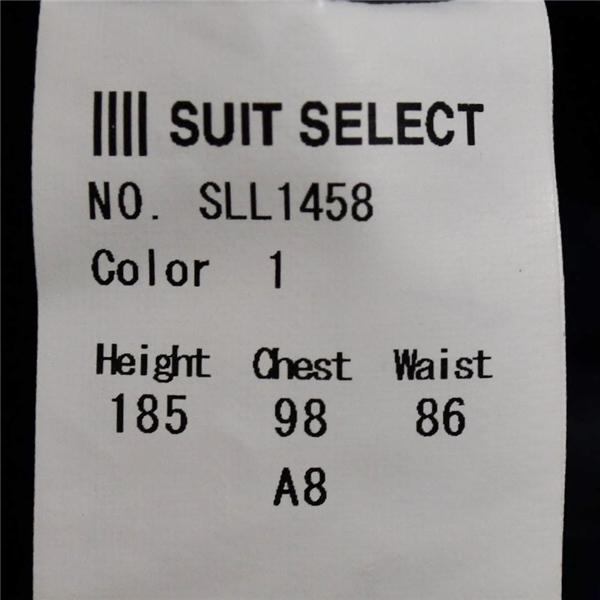 SUIT SELECT
NO. SLL1458
Color 1
Height Chest Waist
185 98 86
A8